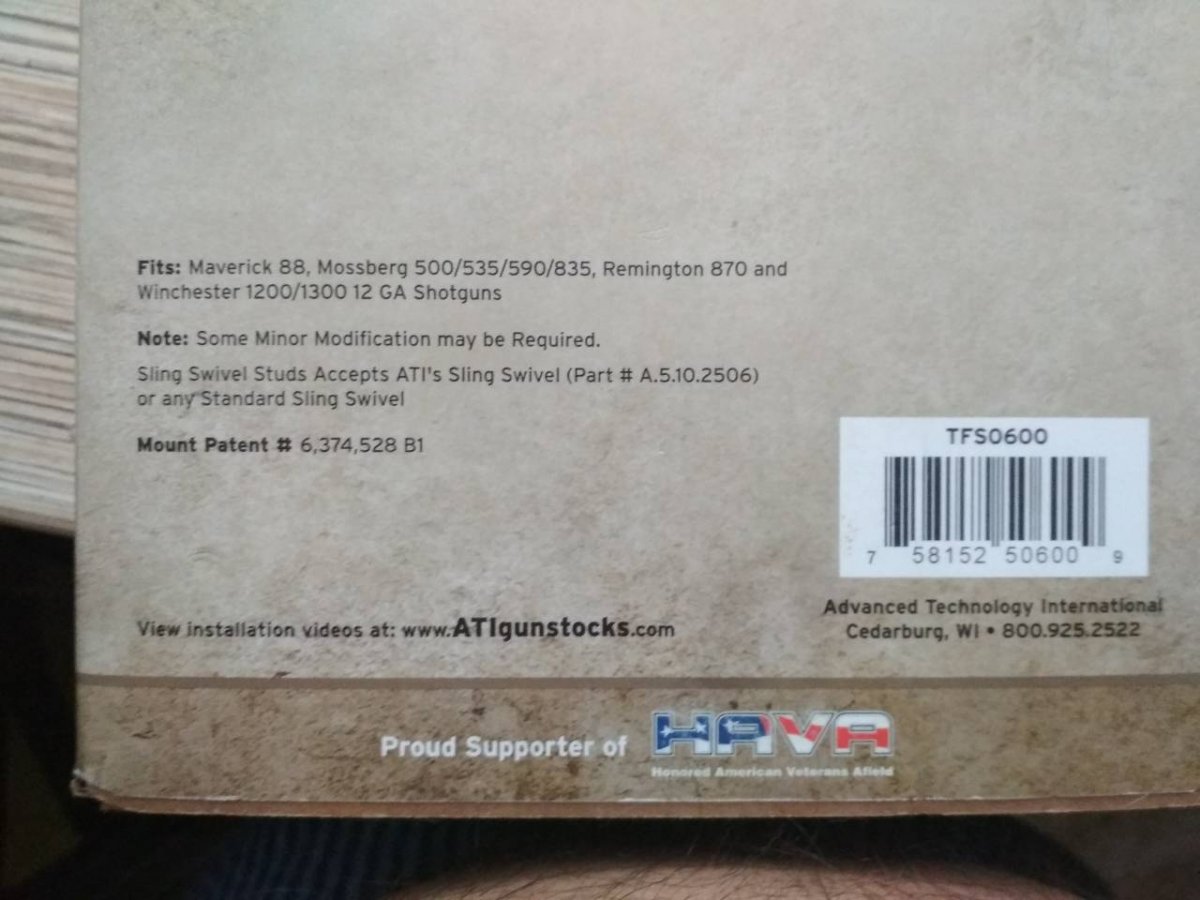 Fits: Maverick 88, Mossberg 500/535/590/835, Remington 870 and
Winchester 1200/1300 12 GA Shotguns
Note: Some Minor Modification may be Required.
Sling Swivel Studs Accepts ATI's Sling Swivel (Part # A.5.10.2506)
or any Standard Sling Swivel
Mount Patent # 6,374,528 B1
TFS0600
7 58152 50600 9
Advanced Technology International
Cedarburg, WI • 800.925.2522
View installation videos at: www.ATIgunstocks.com
Proud Supporter of HAVA
Honored American Veterans Afield